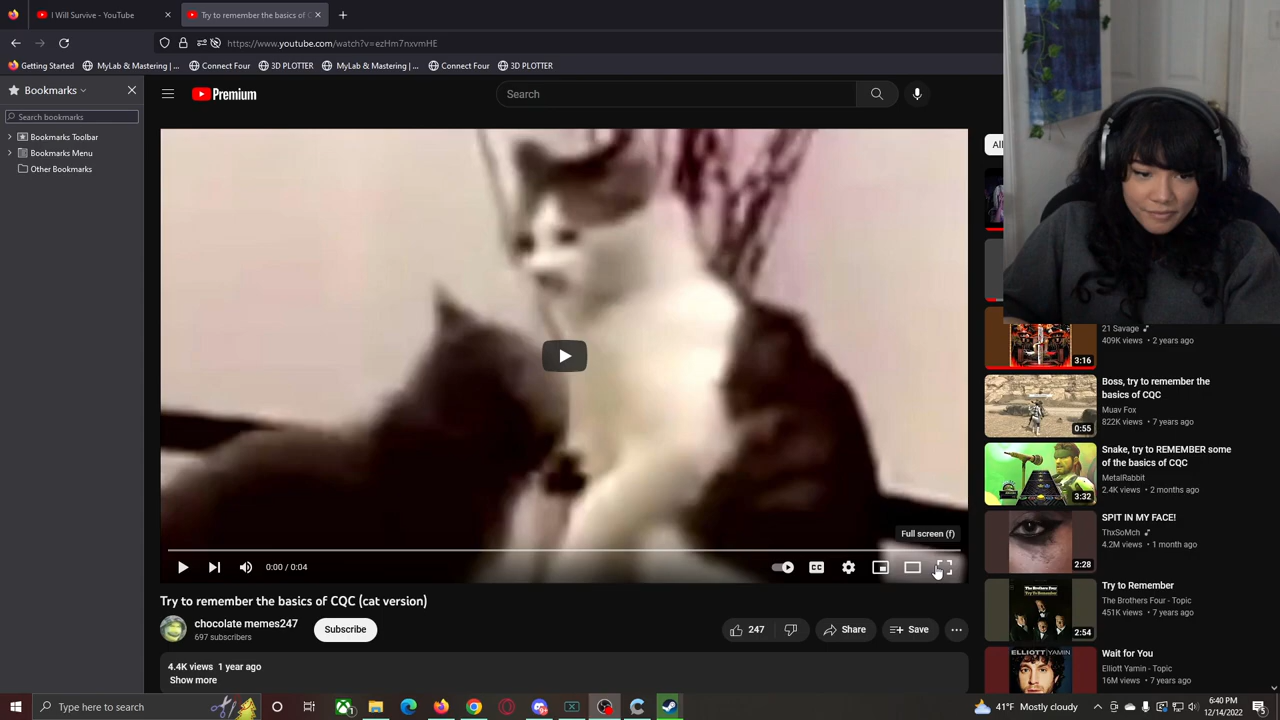 I Will Survive - YouTube
Try to remember the basics of C
https://www.youtube.com/watch?v=ezHm7nxvmHE
Getting Started
MyLab & Mastering | ...
Connect Four
3D PLOTTER
MyLab & Mastering | ...
Connect Four
3D PLOTTER
Bookmarks
Search bookmarks
Bookmarks Toolbar
Bookmarks Menu
Other Bookmarks
Premium
Search
All
21 Savage
409K views • 2 years ago
3:16
Boss, try to remember the
basics of CQC
Muav Fox
822K views • 7 years ago
0:55
Snake, try to REMEMBER some
of the basics of CQC
MetalRabbit
2.4K views • 2 months ago
3:32
SPIT IN MY FACE!
ThxSoMch
4.2M views • 1 month ago
2:28
Try to Remember
The Brothers Four - Topic
451K views • 7 years ago
2:54
Wait for You
Elliott Yamin - Topic
16M views • 7 years ago
ELLIOTT YAMIN
Full screen (f)
0:00 / 0:04
CC
Try to remember the basics of CQC (cat version)
chocolate memes247
697 subscribers
Subscribe
247
Share
Save
4.4K views 1 year ago
Show more
Type here to search
41°F Mostly cloudy
6:40 PM
12/14/2022
5